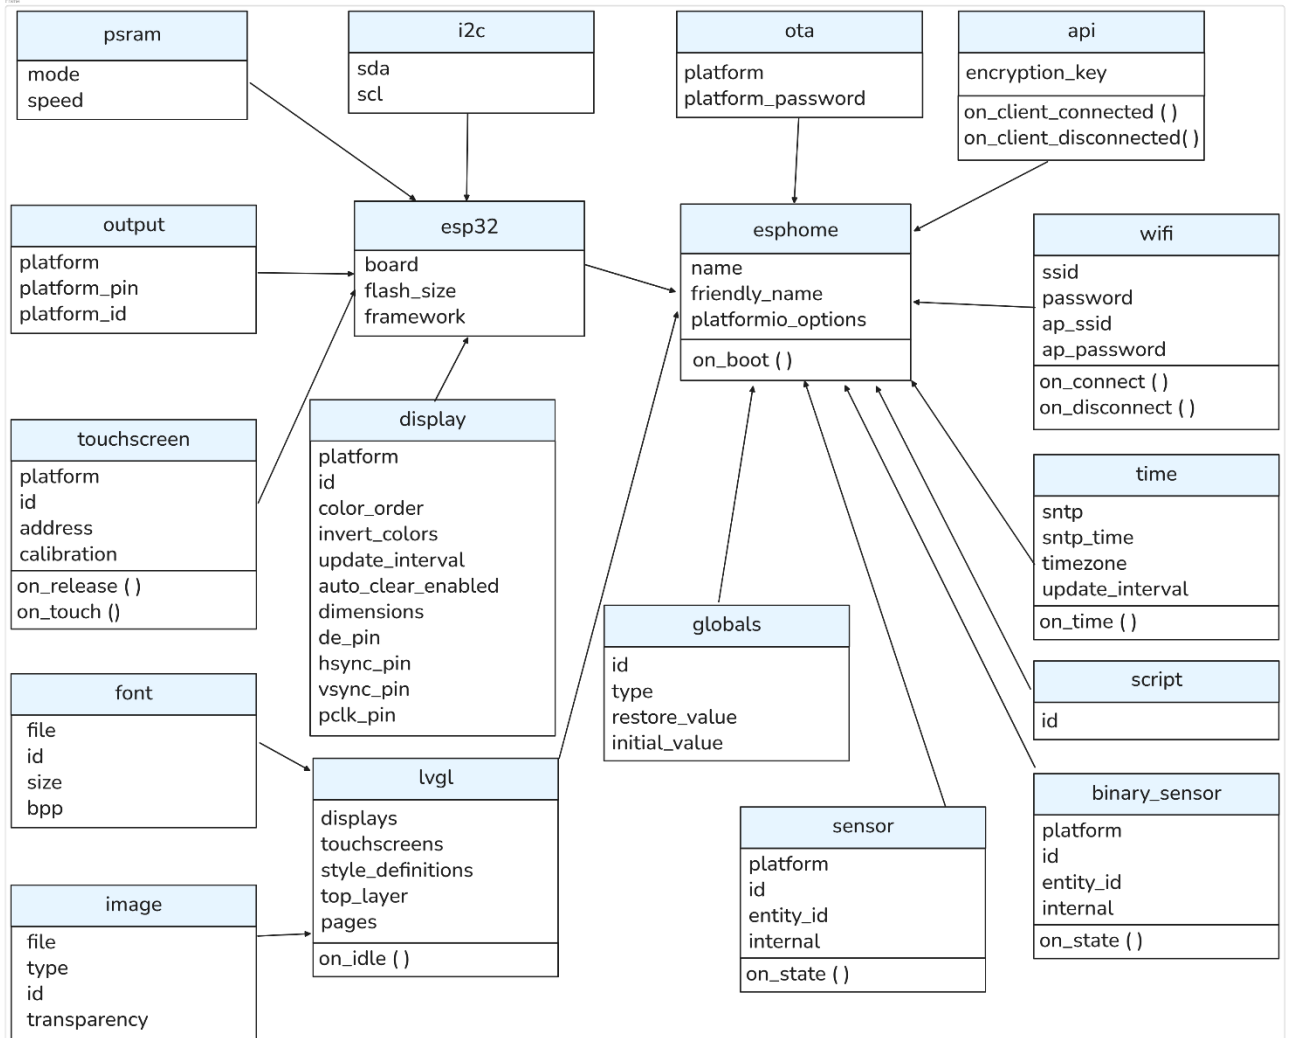 psram
mode
speed
i2c
sda
scl
ota
platform
platform_password
api
encryption_key
on_client_connected ( )
on_client_disconnected( )
output
platform
platform_pin
platform_id
esp32
board
flash_size
framework
esphome
name
friendly_name
platformio_options
on_boot ( )
wifi
ssid
password
ap_ssid
ap_password
on_connect ( )
on_disconnect ( )
touchscreen
platform
id
address
calibration
on_release ( )
on_touch ()
display
platform
id
color_order
invert_colors
update_interval
auto_clear_enabled
dimensions
de_pin
hsync_pin
vsync_pin
pclk_pin
time
sntp
sntp_time
timezone
update_interval
on_time ( )
globals
id
type
restore_value
initial_value
script
id
font
file
id
size
bpp
lvgl
displays
touchscreens
style_definitions
top_layer
pages
on_idle ( )
sensor
platform
id
entity_id
internal
on_state ( )
binary_sensor
platform
id
entity_id
internal
on_state ( )
image
file
type
id
transparency